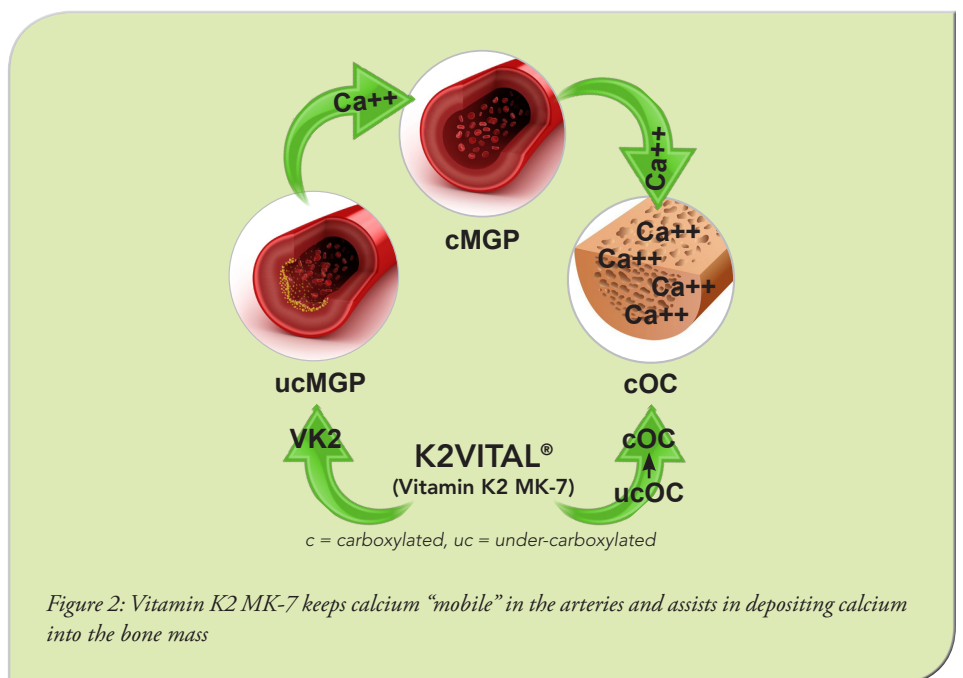 Ca++
cMGP
Ca++
Ca++
Ca++
Ca++
Ca++
ucMGP
cOC
VK2
K2VITAL®
(Vitamin K2 MK-7)
cOC
ucOC
c = carboxylated, uc = under-carboxylated
Figure 2: Vitamin K2 MK-7 keeps calcium “mobile” in the arteries and assists in depositing calcium
into the bone mass